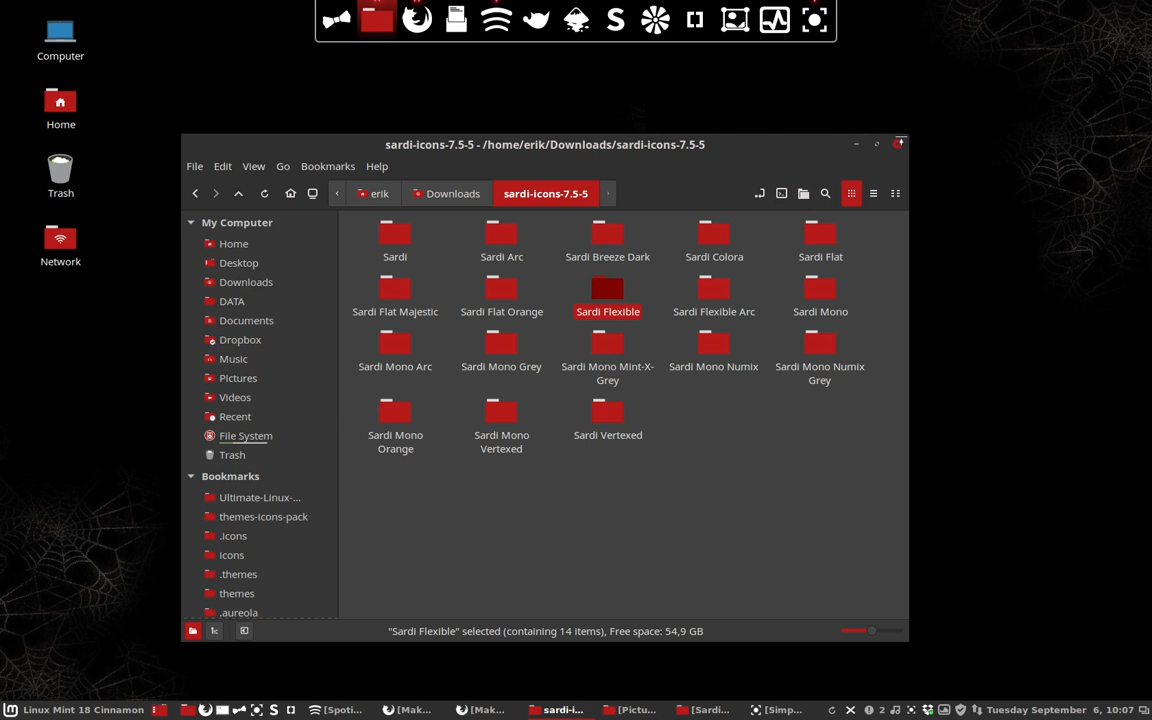 Computer
Home
Trash
Network
sardi-icons-7.5-5 - /home/erik/Downloads/sardi-icons-7.5-5
File Edit View Go Bookmarks Help
erik Downloads sardi-icons-7.5-5
My Computer
Home
Desktop
Downloads
DATA
Documents
Dropbox
Music
Pictures
Videos
Recent
File System
Trash
Bookmarks
Ultimate-Linux-...
themes-icons-pack
.icons
icons
.themes
themes
.aureola
Sardi Sardi Arc Sardi Breeze Dark Sardi Colora Sardi Flat
Sardi Flat Majestic Sardi Flat Orange Sardi Flexible Sardi Flexible Arc Sardi Mono
Sardi Mono Arc Sardi Mono Grey Sardi Mono Mint-X-
Grey Sardi Mono Numix Sardi Mono Numix
Grey
Sardi Mono
Orange Sardi Mono
Vertexed Sardi Vertexed
"Sardi Flexible" selected (containing 14 items), Free space: 54,9 GB
Linux Mint 18 Cinnamon [Spoti... [Mak... [Mak... sardi-i... [Pictu... [Sardi... [Simp... 2 Tuesday September 6, 10:07